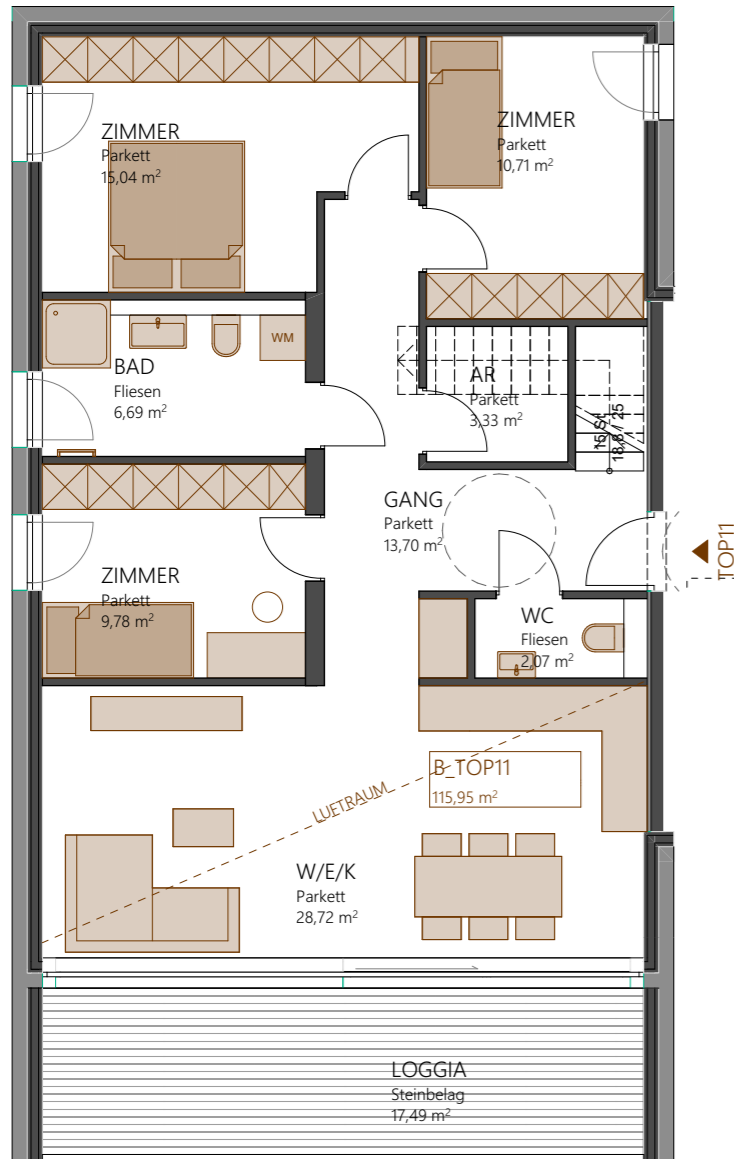 ZIMMER
Parkett
15,04 m²
ZIMMER
Parkett
10,71 m²
BAD
Fliesen
6,69 m²
WM
AR
Parkett
3,33 m²
15 St
18,8 / 25
GANG
Parkett
13,70 m²
TOP11
ZIMMER
Parkett
9,78 m²
WC
Fliesen
2,07 m²
B_TOP11
115,95 m²
LUFTRAUM
W/E/K
Parkett
28,72 m²
LOGGIA
Steinbelag
17,49 m²